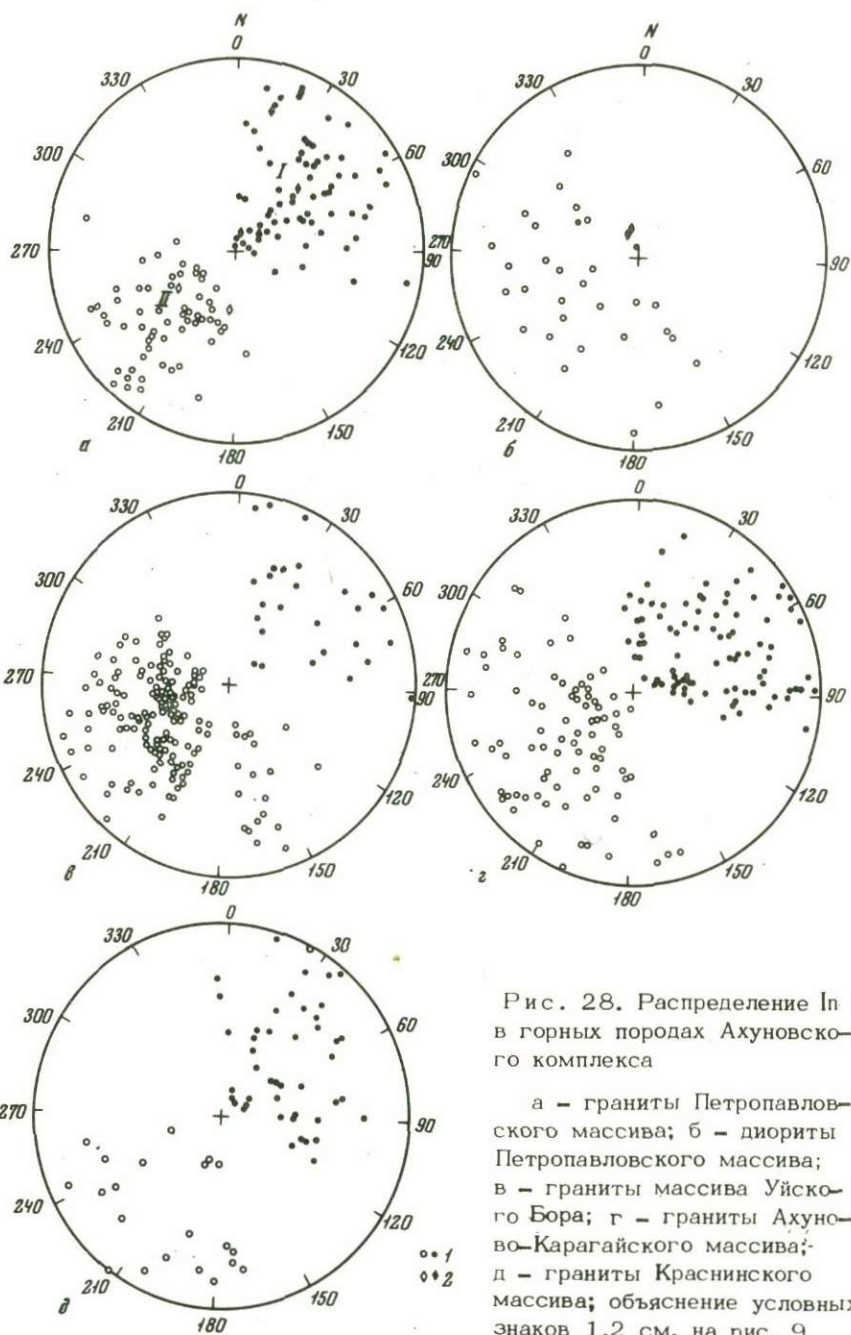 N
0
330
30
300
I
60
270
90
II
240
120
210
150
а
180
N
0
330
30
300
60
270
90
240
120
210
150
б
180
0
330
30
300
60
270
90
240
120
210
150
в
180
0
330
30
300
60
270
90
240
120
210
150
г
180
0
330
30
300
60
270
90
240
120
1
2
210
150
д
180
Рис. 28. Распределение In
в горных породах Ахуновско-
го комплекса
а - граниты Петропавлов-
ского массива; б - диориты
Петропавловского массива;
в - граниты массива Уйско-
го Бора; г - граниты Ахуно-
во-Карагайского массива;
д - граниты Краснинского
массива; объяснение условных
знаков 1,2 см. на рис. 9